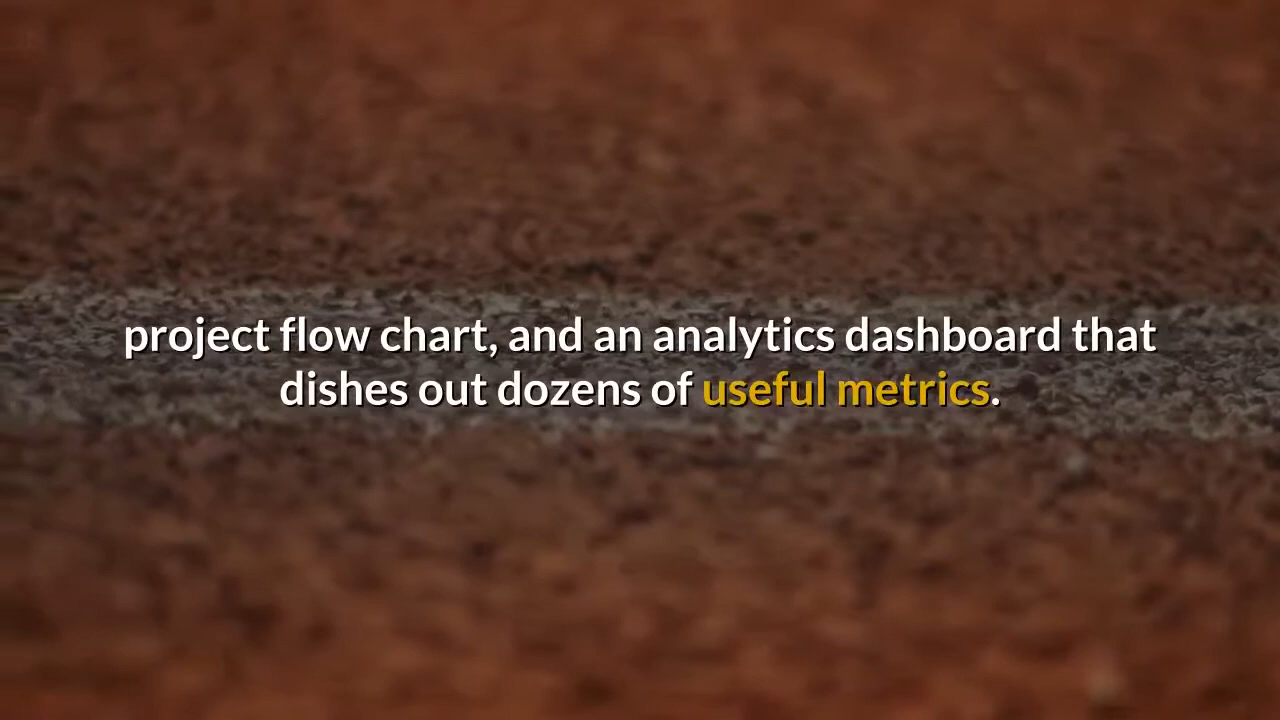 project flow chart, and an analytics dashboard that
dishes out dozens of useful metrics.